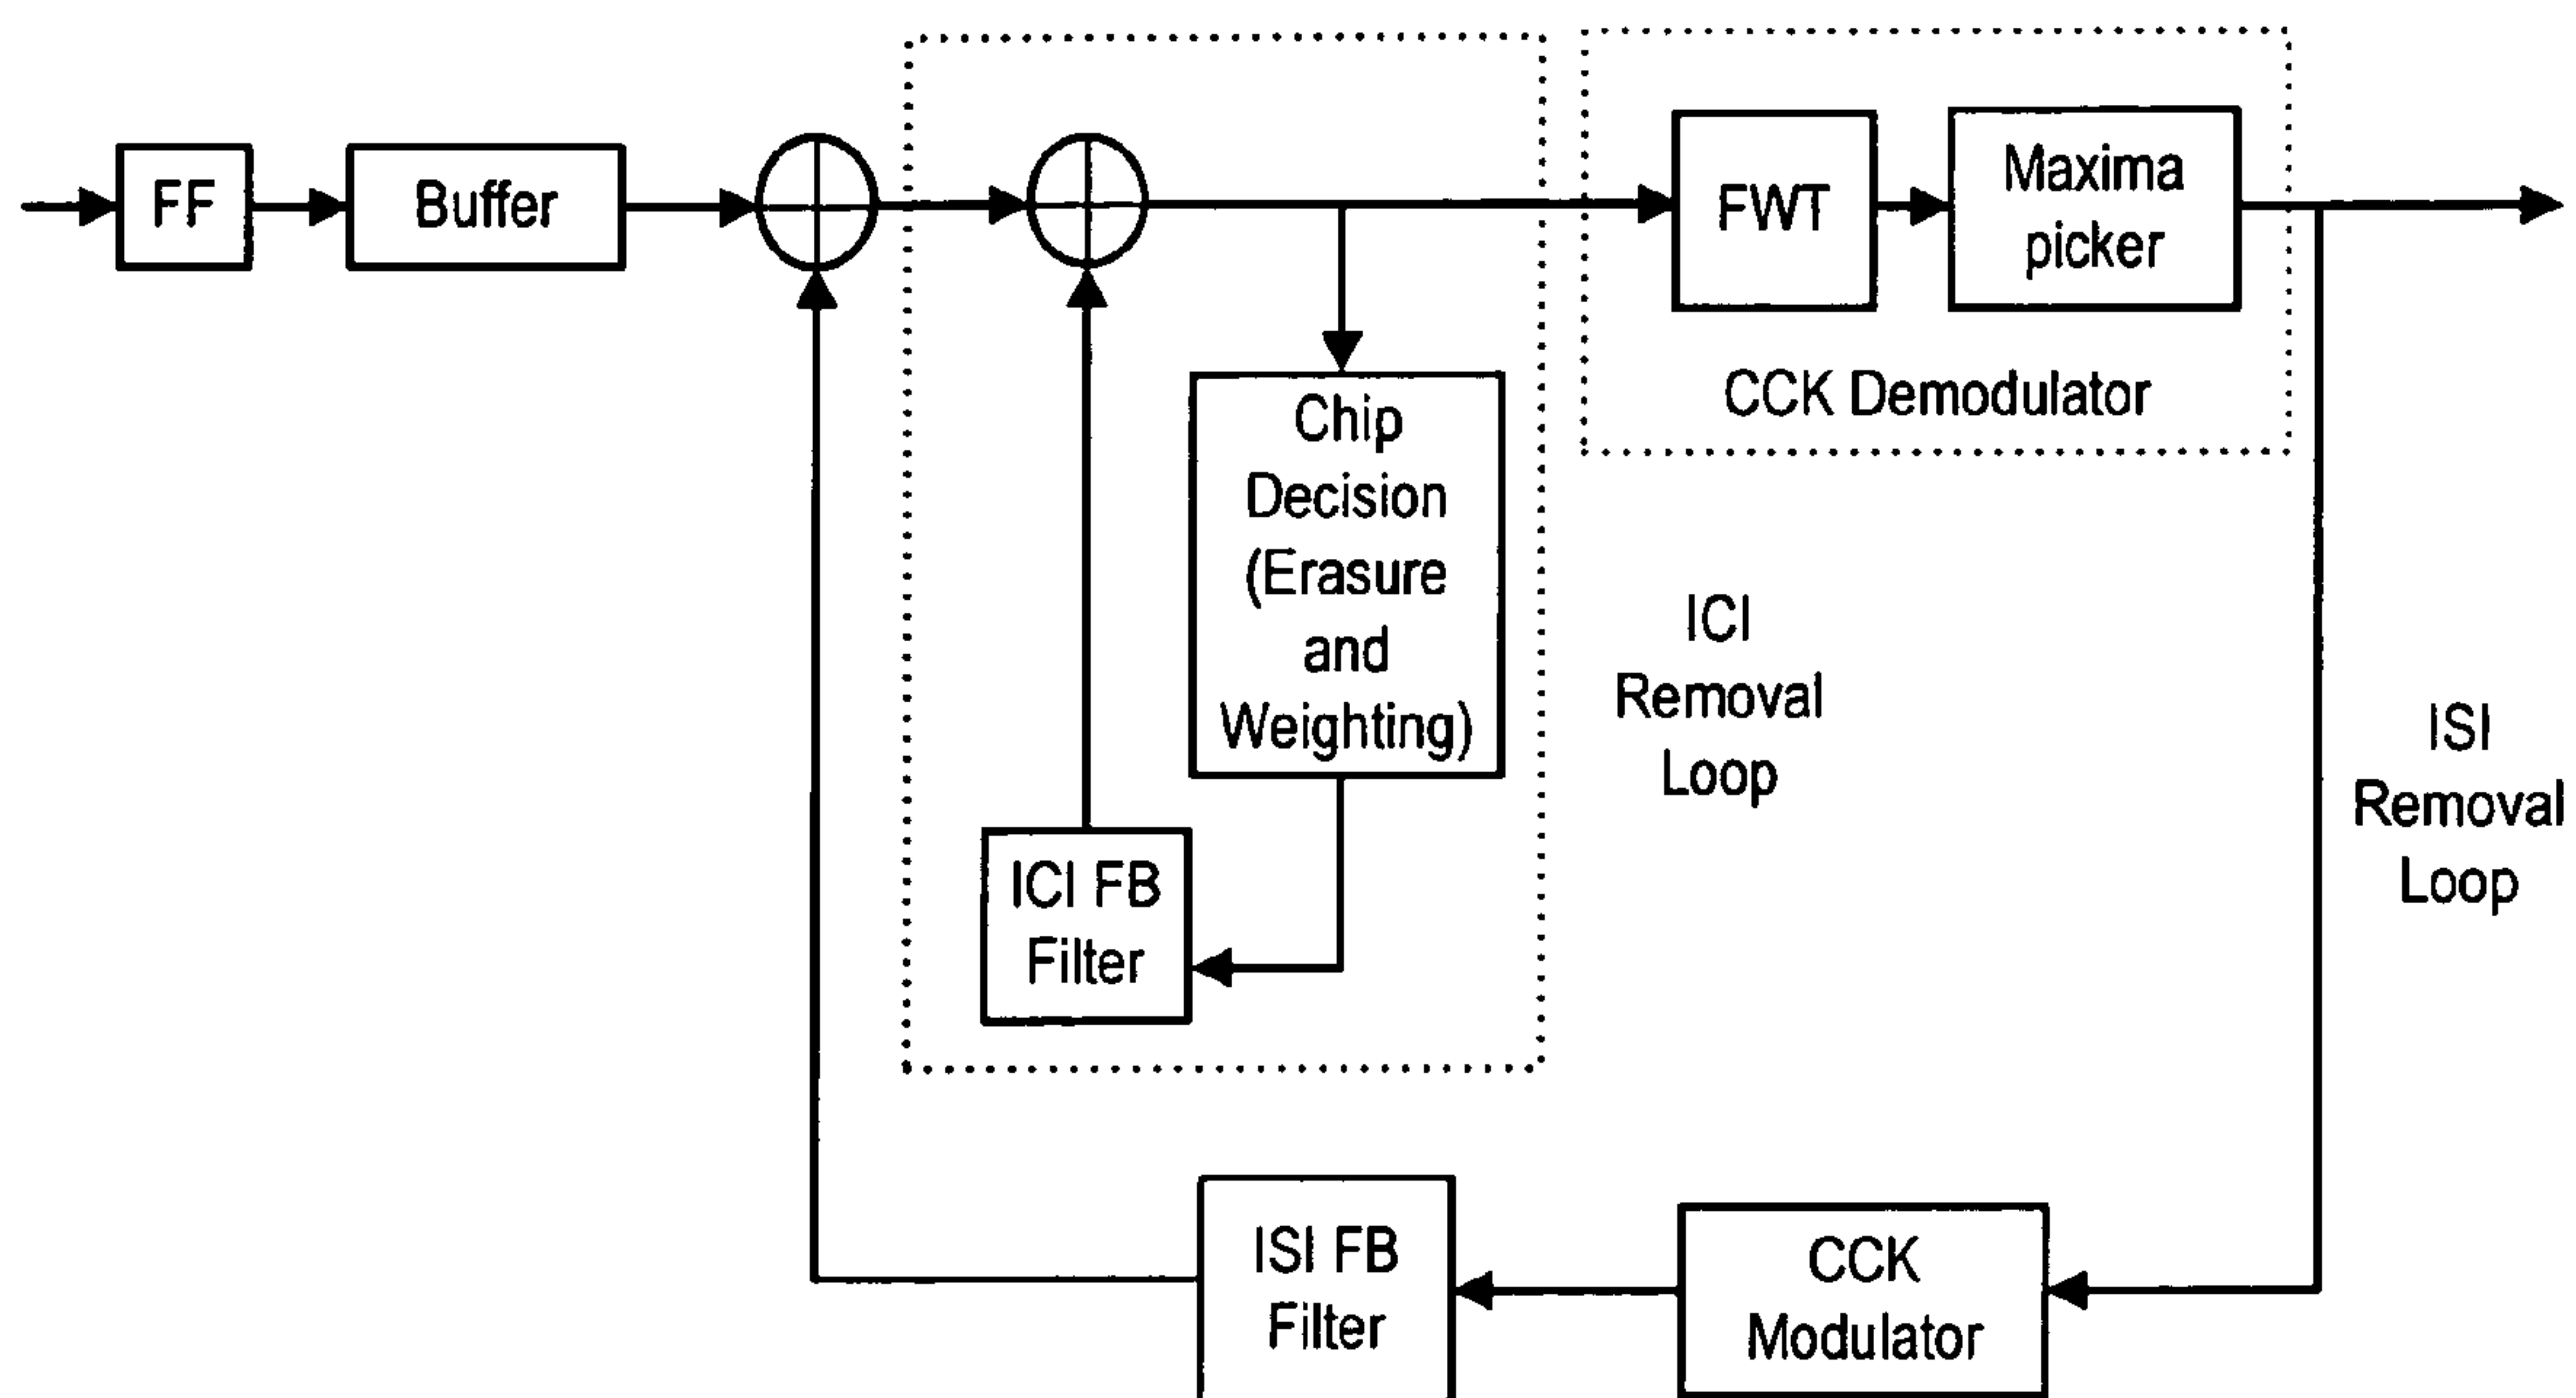 FF
Buffer
FWT
Maxima
picker
CCK Demodulator
Chip
Decision
(Erasure
and
Weighting)
ICI
Removal
Loop
ISI
Removal
Loop
ICI FB
Filter
ISI FB
Filter
CCK
Modulator